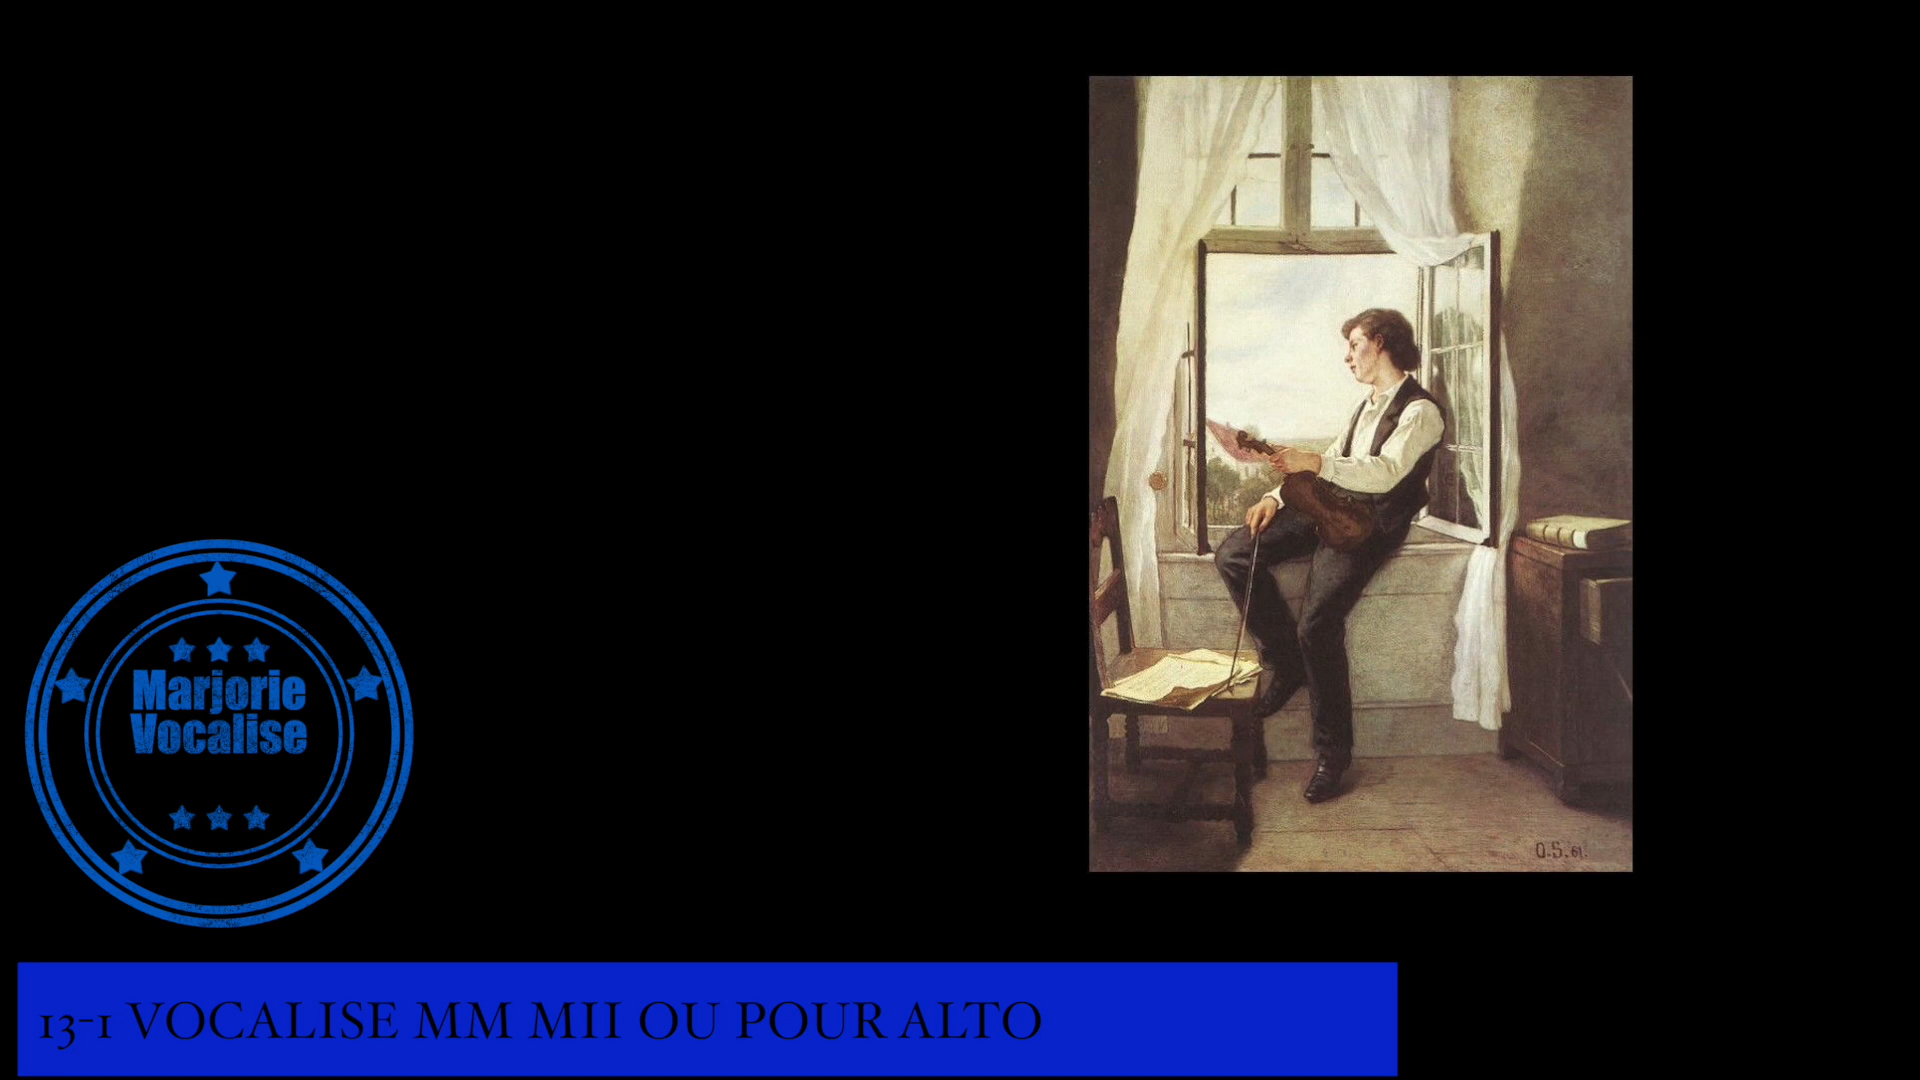 Marjorie
Vocalise
13-1 VOCALISE MM MII OU POUR ALTO
O.S. 61.